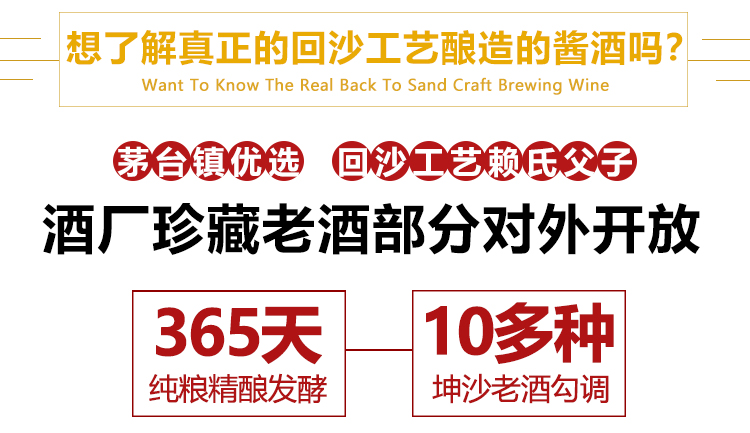 想了解真正的回沙工艺酿造的酱酒吗?
Want To Know The Real Back To Sand Craft Brewing Wine
茅台镇优选 回沙工艺赖氏父子
酒厂珍藏老酒部分对外开放
365天
纯粮精酿发酵
10多种
坤沙老酒勾调